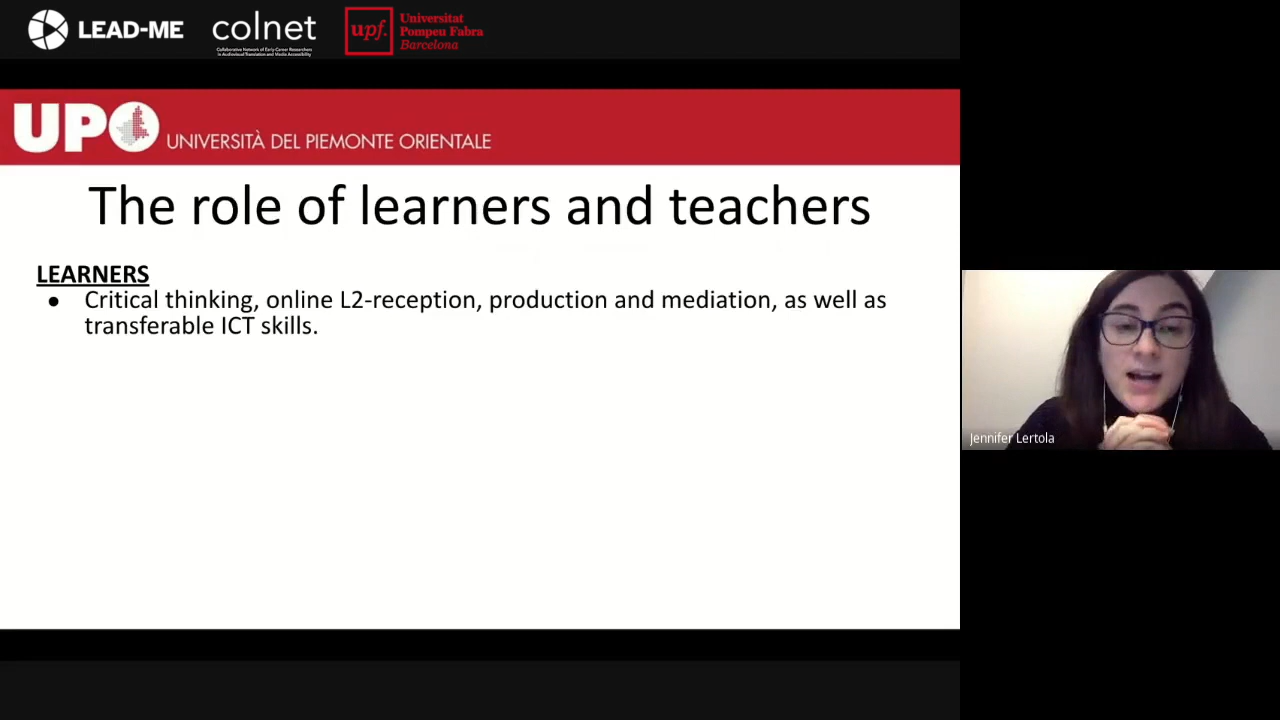 LEAD-ME
colnet
Collaborative Network of Early-Career Researchers
in Audiovisual Translation and Media Accessibility
upf.
Universitat
Pompeu Fabra
Barcelona
UPO
UNIVERSITÀ DEL PIEMONTE ORIENTALE
The role of learners and teachers
LEARNERS
● Critical thinking, online L2-reception, production and mediation, as well as
transferable ICT skills.
Jennifer Lertola